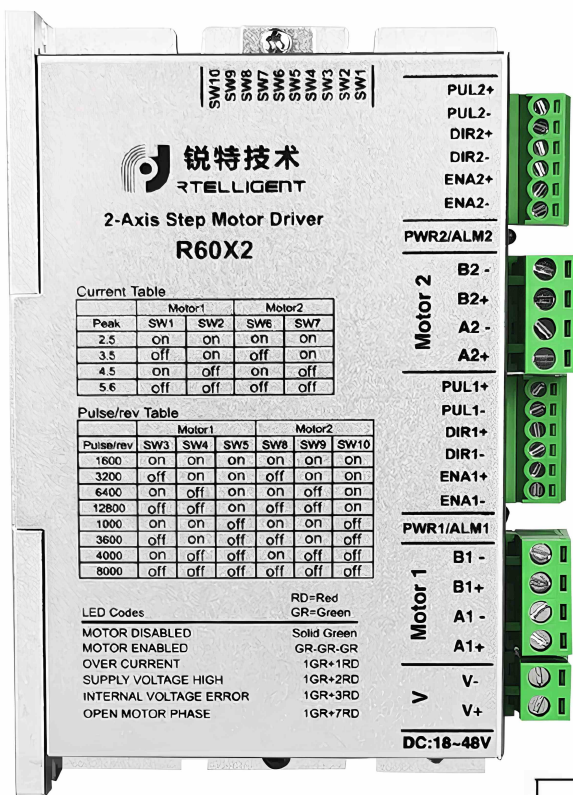 SW10
SW9
SW8
SW7
SW6
SW5
SW4
SW3
SW2
SW1
锐特技术
RTELLIGENT
2-Axis Step Motor Driver
R60X2
Current Table
Motor1 Motor2
Peak SW1 SW2 SW6 SW7
2.5 on on on on
3.5 off on off on
4.5 on off on off
5.6 off off off off
Pulse/rev Table
Motor1 Motor2
Pulse/rev SW3 SW4 SW5 SW8 SW9 SW10
1600 on on on on on on
3200 off on on off on on
6400 on off on on off on
12800 off off on off off on
1000 on on off on on off
3600 off on off off on off
4000 on off off on off off
8000 off off off off off off
RD=Red
LED Codes GR=Green
MOTOR DISABLED Solid Green
MOTOR ENABLED GR-GR-GR
OVER CURRENT 1GR+1RD
SUPPLY VOLTAGE HIGH 1GR+2RD
INTERNAL VOLTAGE ERROR 1GR+3RD
OPEN MOTOR PHASE 1GR+7RD
PUL2+
PUL2-
DIR2+
DIR2-
ENA2+
ENA2-
PWR2/ALM2
Motor 2
B2 -
B2+
A2 -
A2+
PUL1+
PUL1-
DIR1+
DIR1-
ENA1+
ENA1-
PWR1/ALM1
Motor 1
B1 -
B1+
A1 -
A1+
V
V-
V+
DC:18~48V